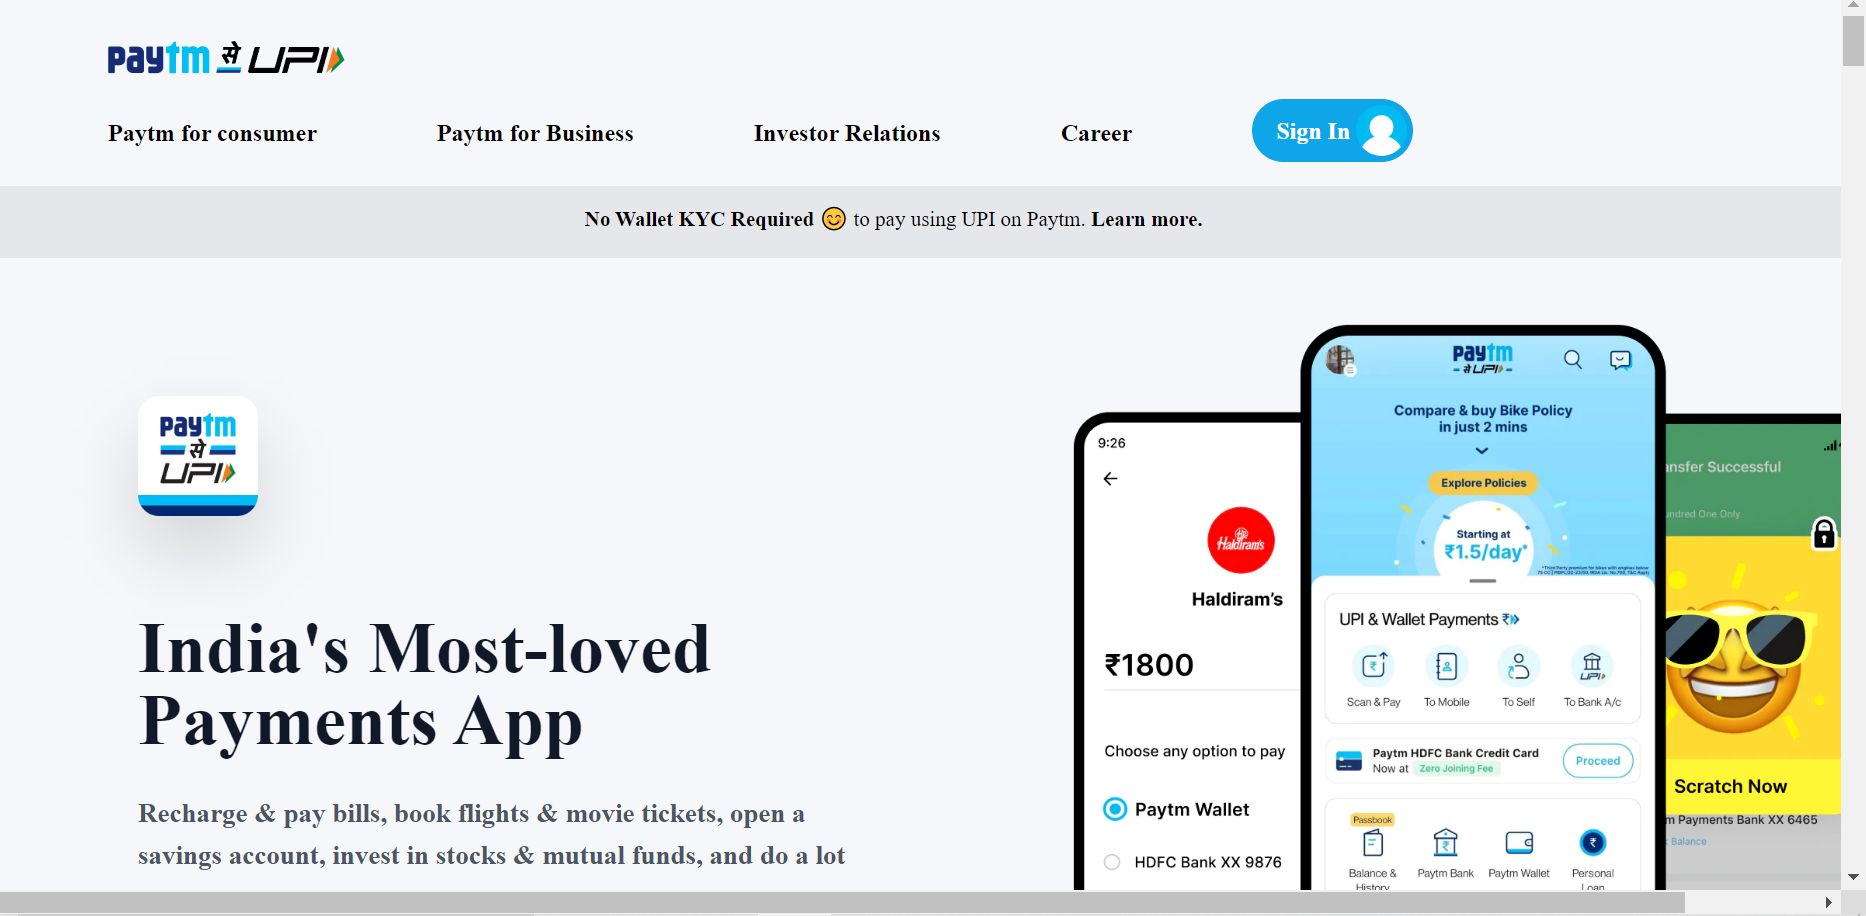 paytm से UPI
Paytm for consumer
Paytm for Business
Investor Relations
Career
Sign In
No Wallet KYC Required 😊 to pay using UPI on Paytm. Learn more.
paytm
से
UPI
India's Most-loved
Payments App
Recharge & pay bills, book flights & movie tickets, open a
savings account, invest in stocks & mutual funds, and do a lot
9:26
Haldiram's
Haldiram's
₹1800
Choose any option to pay
Paytm Wallet
HDFC Bank XX 9876
paytm
से UPI
Compare & buy Bike Policy
in just 2 mins
Explore Policies
Starting at
₹1.5/day*
UPI & Wallet Payments
Scan & Pay
To Mobile
To Self
UPI
To Bank A/c
Paytm HDFC Bank Credit Card
Now at Zero Joining Fee
Proceed
Passbook
Balance &
History
Paytm Bank
Paytm Wallet
Personal
Loan
nsfer Successful
undred One Only
Scratch Now
m Payments Bank XX 6465
Balance